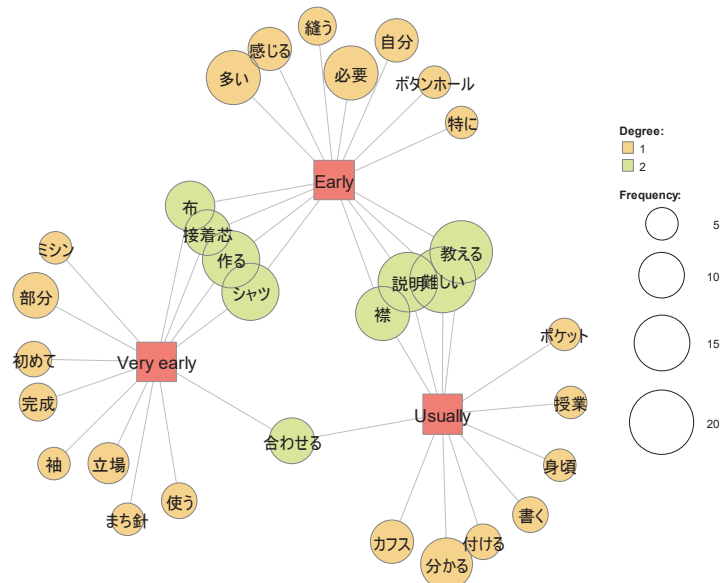 縫う
自分
感じる
必要
多い
ボタンホール
特に
Early
布
接着芯
作る
シャツ
教える
説明
難しい
襟
ミシン
部分
初めて
Very early
完成
袖
立場
まち針
使う
合わせる
Usually
ポケット
授業
身頃
書く
付ける
カフス
分かる
Degree:
1
2
Frequency:
5
10
15
20